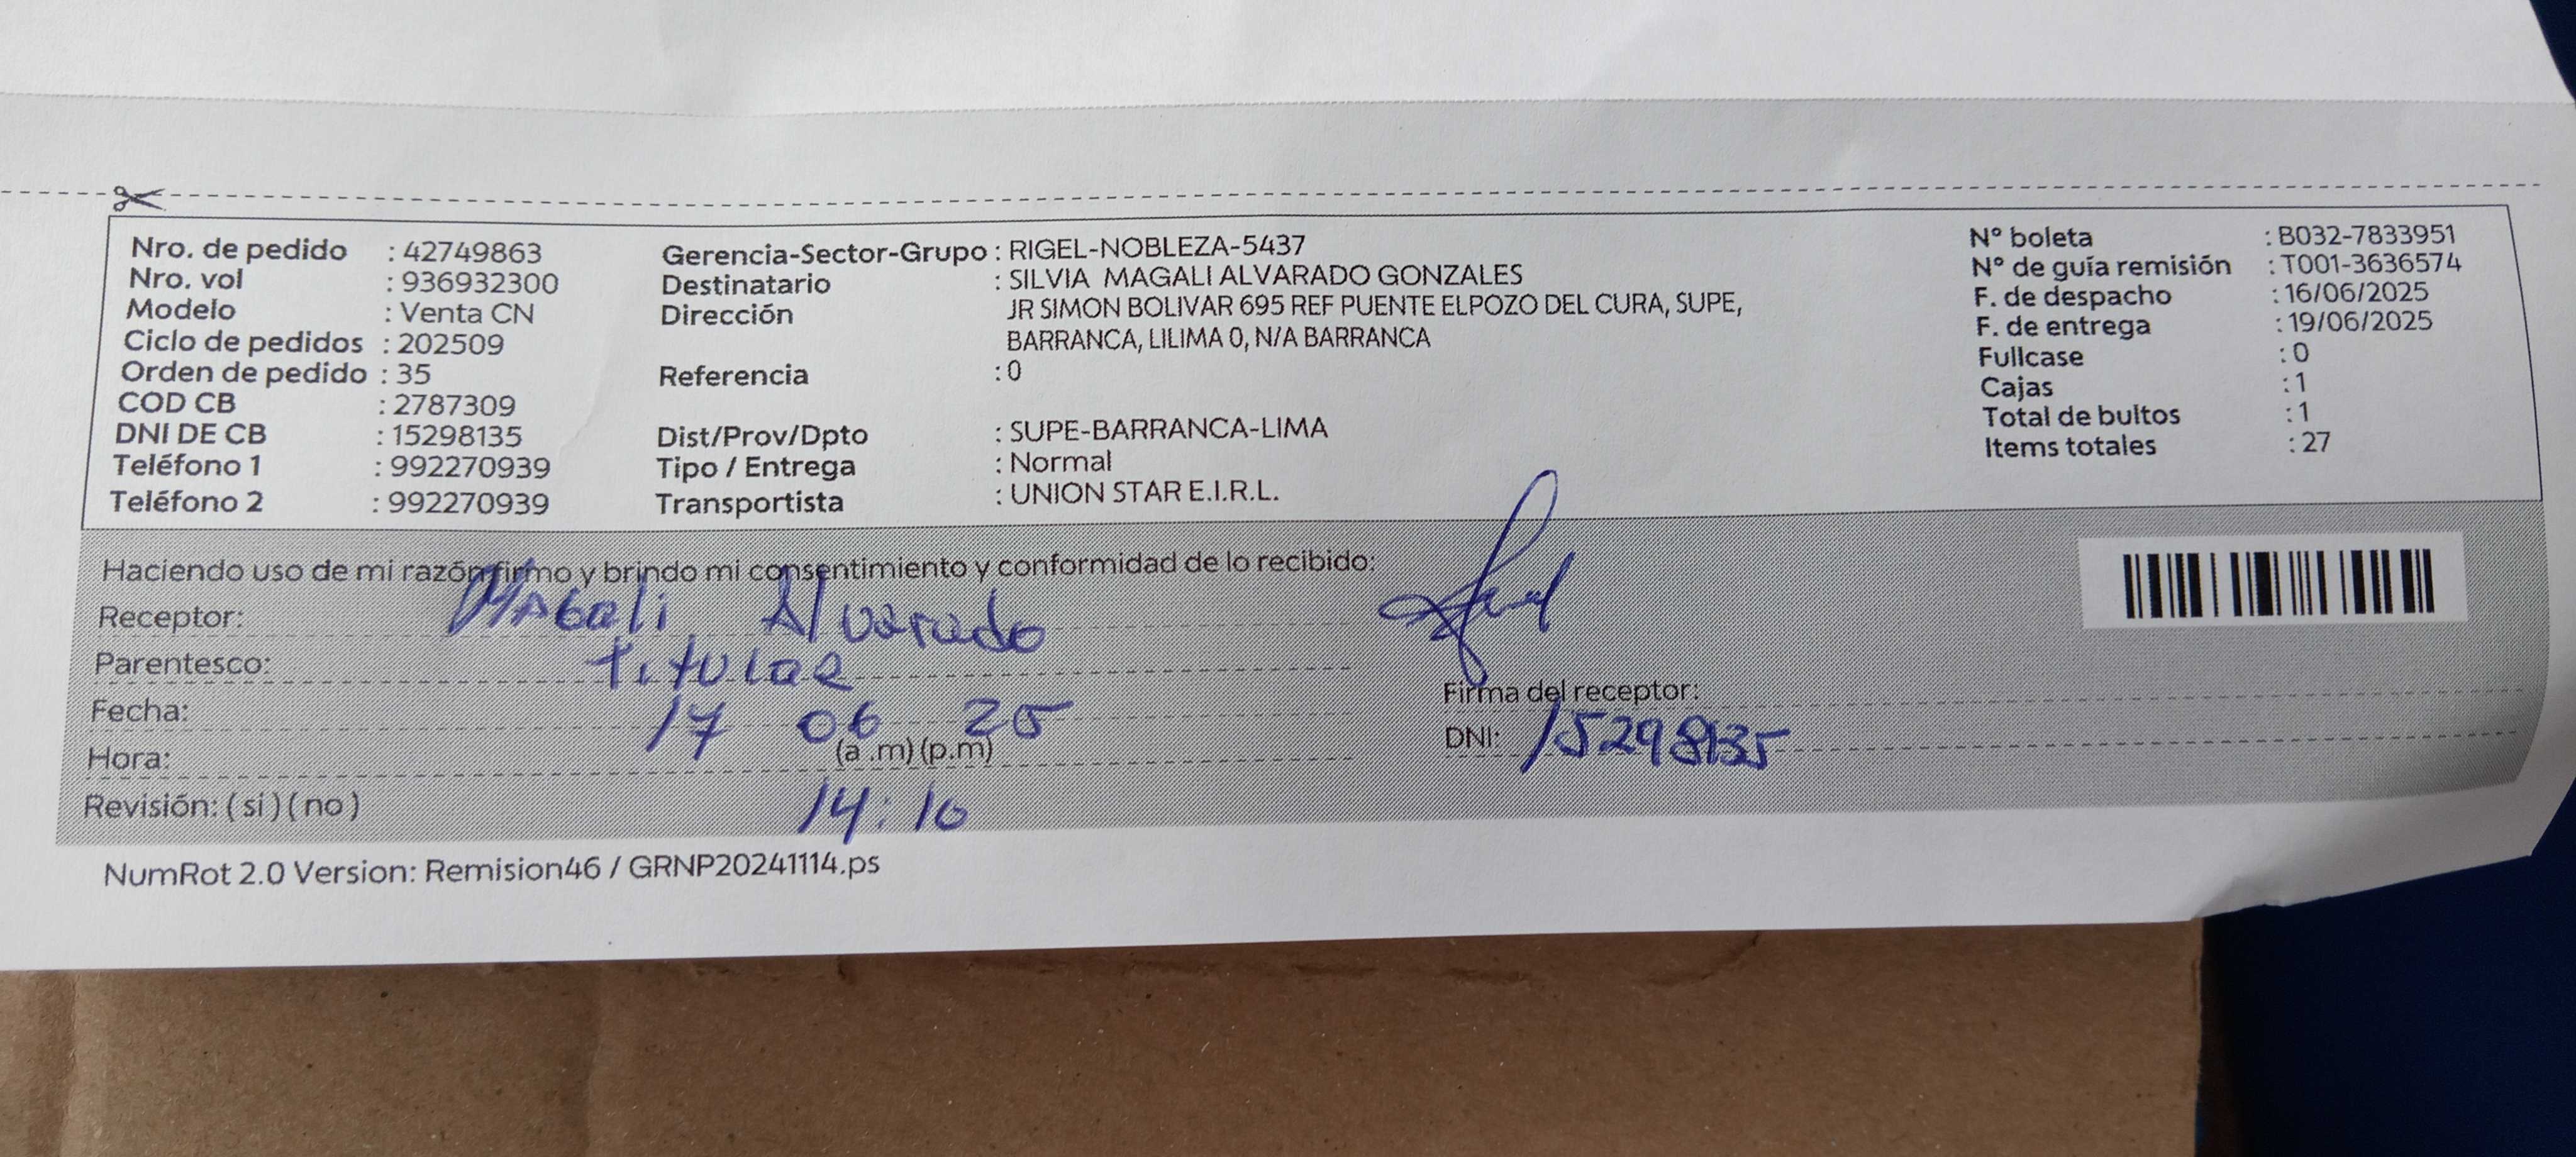 Nro. de pedido : 42749863
Nro. vol : 936932300
Modelo : Venta CN
Ciclo de pedidos : 202509
Orden de pedido : 35
COD CB : 2787309
DNI DE CB : 15298135
Teléfono 1 : 992270939
Teléfono 2 : 992270939
Gerencia-Sector-Grupo : RIGEL-NOBLEZA-5437
Destinatario : SILVIA MAGALI ALVARADO GONZALES
Dirección JR SIMON BOLIVAR 695 REF PUENTE ELPOZO DEL CURA, SUPE,
BARRANCA, LILIMA 0, N/A BARRANCA
Referencia : 0
Dist/Prov/Dpto : SUPE-BARRANCA-LIMA
Tipo / Entrega : Normal
Transportista : UNION STAR E.I.R.L.
N° boleta : B032-7833951
N° de guía remisión : T001-3636574
F. de despacho : 16/06/2025
F. de entrega : 19/06/2025
Fullcase : 0
Cajas : 1
Total de bultos : 1
Items totales : 27
Haciendo uso de mi razón firmo y brindo mi consentimiento y conformidad de lo recibido:
Receptor: Magali Alvarado
Parentesco: titular
Fecha: 17 06 25
Hora: (a .m) (p.m)
14:10
Revisión: ( si ) ( no )
Firma del receptor:
DNI: 15298135
NumRot 2.0 Version: Remision46 / GRNP20241114.ps